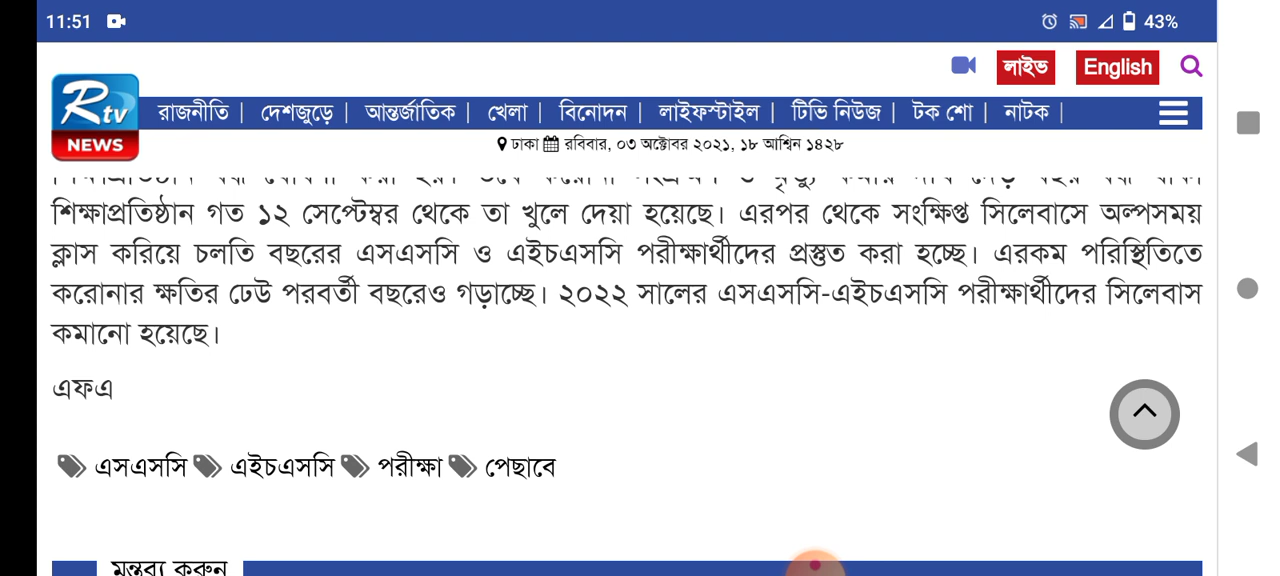 11:51 43%
লাইভ English
Rtv NEWS
রাজনীতি | দেশজুড়ে | আন্তর্জাতিক | খেলা | বিনোদন | লাইফস্টাইল | টিভি নিউজ | টক শো | নাটক |
ঢাকা রবিবার, ০৩ অক্টোবর ২০২১, ১৮ আশ্বিন ১৪২৮
শিক্ষাপ্রতিষ্ঠান গত ১২ সেপ্টেম্বর থেকে তা খুলে দেয়া হয়েছে। এরপর থেকে সংক্ষিপ্ত সিলেবাসে অল্পসময়
ক্লাস করিয়ে চলতি বছরের এসএসসি ও এইচএসসি পরীক্ষার্থীদের প্রস্তুত করা হচ্ছে। এরকম পরিস্থিতিতে
করোনার ক্ষতির ঢেউ পরবর্তী বছরেও গড়াচ্ছে। ২০২২ সালের এসএসসি-এইচএসসি পরীক্ষার্থীদের সিলেবাস
কমানো হয়েছে।
এফএ
এসএসসি এইচএসসি পরীক্ষা পেছাবে
মন্তব্য করুন